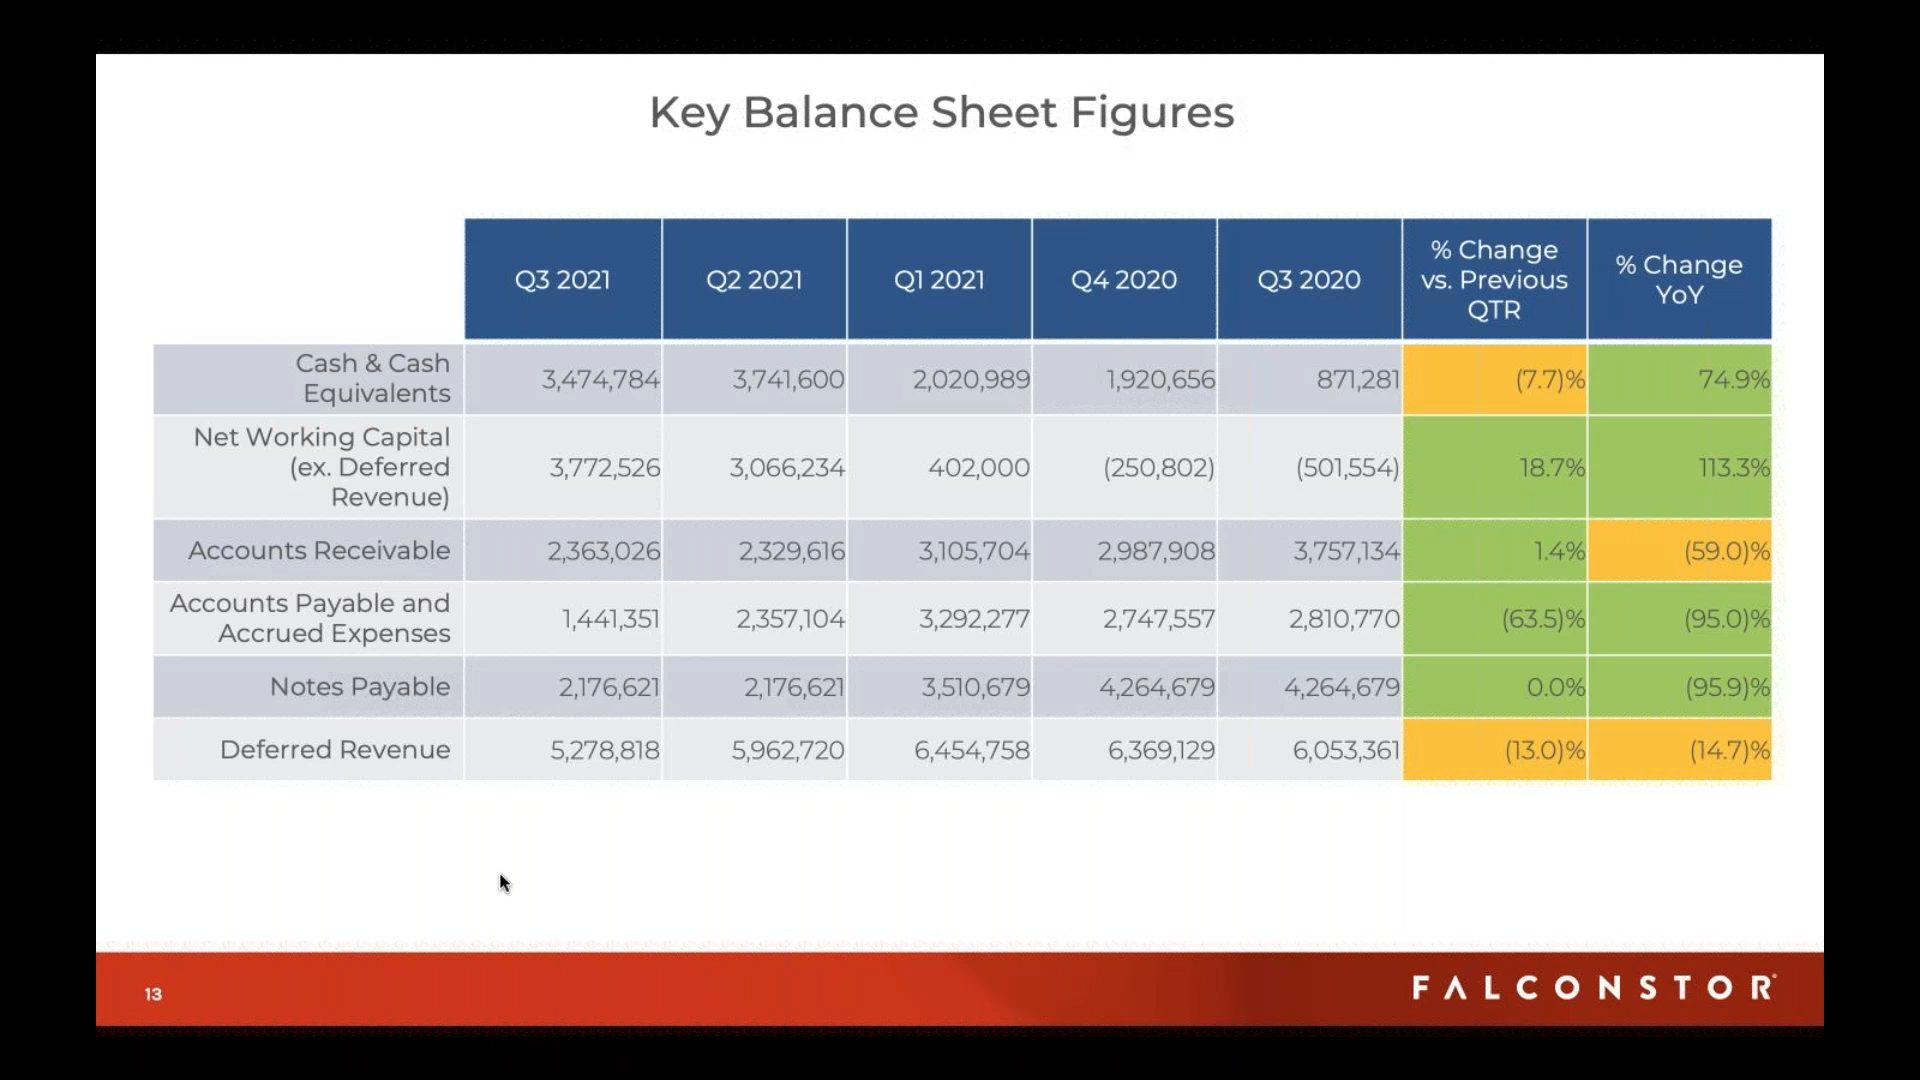 Key Balance Sheet Figures
Q3 2021 Q2 2021 Q1 2021 Q4 2020 Q3 2020 % Change vs. Previous QTR % Change YoY
Cash & Cash Equivalents 3,474,784 3,741,600 2,020,989 1,920,656 871,281 (7.7)% 74.9%
Net Working Capital (ex. Deferred Revenue) 3,772,526 3,066,234 402,000 (250,802) (501,554) 18.7% 113.3%
Accounts Receivable 2,363,026 2,329,616 3,105,704 2,987,908 3,757,134 1.4% (59.0)%
Accounts Payable and Accrued Expenses 1,441,351 2,357,104 3,292,277 2,747,557 2,810,770 (63.5)% (95.0)%
Notes Payable 2,176,621 2,176,621 3,510,679 4,264,679 4,264,679 0.0% (95.9)%
Deferred Revenue 5,278,818 5,962,720 6,454,758 6,369,129 6,053,361 (13.0)% (14.7)%
13
FALCONSTOR